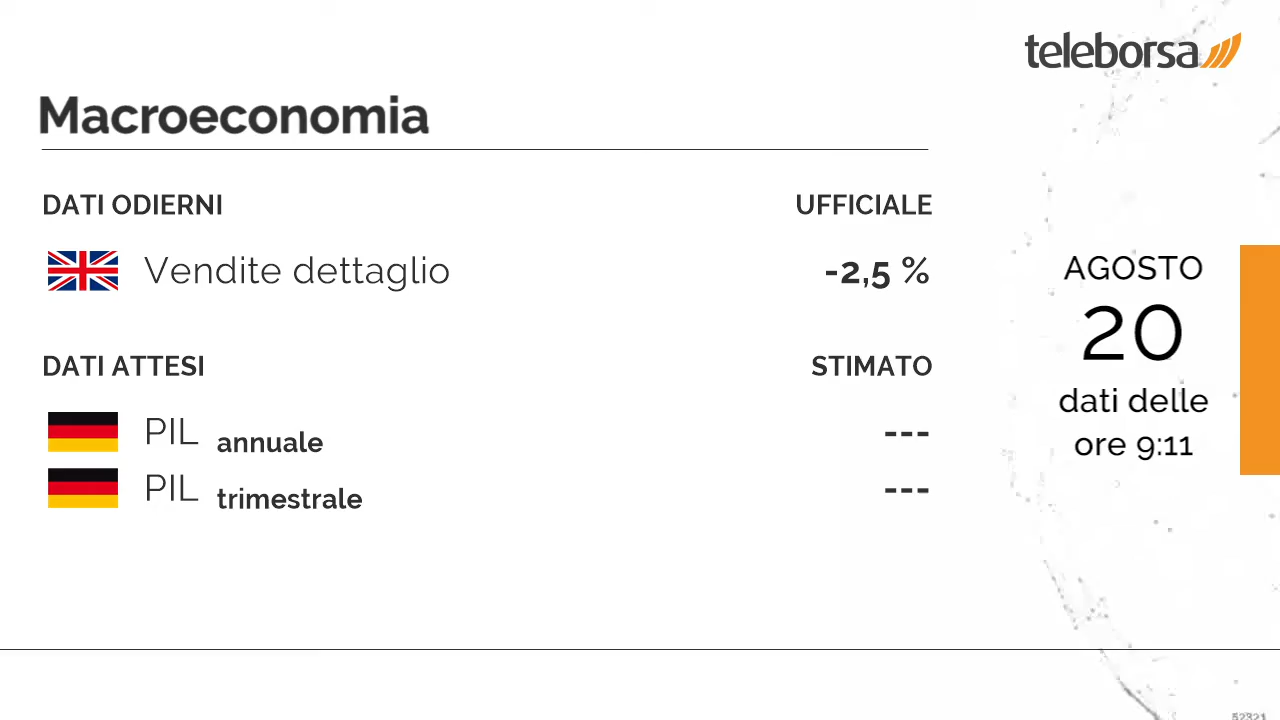 teleborsa
Macroeconomia
DATI ODIERNI UFFICIALE
Vendite dettaglio -2,5 %
DATI ATTESI STIMATO
PIL annuale ---
PIL trimestrale ---
AGOSTO
20
dati delle
ore 9:11